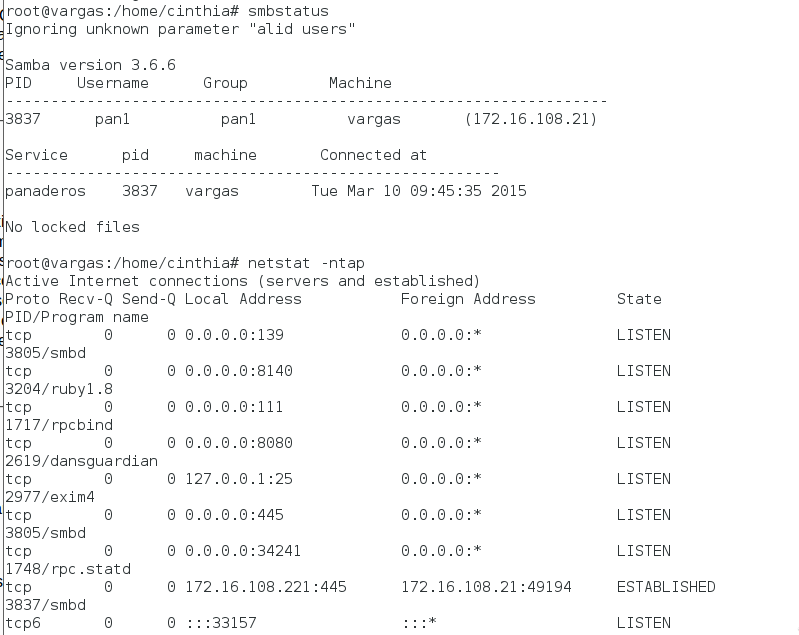 root@vargas:/home/cinthia# smbstatus
Ignoring unknown parameter "alid users"
Samba version 3.6.6
PID     Username      Group         Machine
-------------------------------------------------------------------
3837      pan1          pan1          vargas       (172.16.108.21)
Service      pid     machine       Connected at
-------------------------------------------------------
panaderos    3837   vargas        Tue Mar 10 09:45:35 2015
No locked files
root@vargas:/home/cinthia# netstat -ntap
Active Internet connections (servers and established)
Proto Recv-Q Send-Q Local Address           Foreign Address         State
PID/Program name
tcp        0      0 0.0.0.0:139             0.0.0.0:*               LISTEN
3805/smbd
tcp        0      0 0.0.0.0:8140            0.0.0.0:*               LISTEN
3204/ruby1.8
tcp        0      0 0.0.0.0:111             0.0.0.0:*               LISTEN
1717/rpcbind
tcp        0      0 0.0.0.0:8080            0.0.0.0:*               LISTEN
2619/dansguardian
tcp        0      0 127.0.0.1:25            0.0.0.0:*               LISTEN
2977/exim4
tcp        0      0 0.0.0.0:445             0.0.0.0:*               LISTEN
3805/smbd
tcp        0      0 0.0.0.0:34241           0.0.0.0:*               LISTEN
1748/rpc.statd
tcp        0      0 172.16.108.221:445      172.16.108.21:49194     ESTABLISHED
3837/smbd
tcp6       0      0 :::33157                :::*                    LISTEN